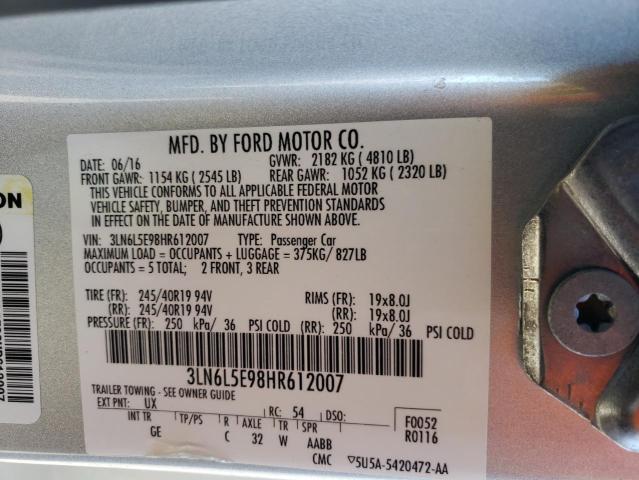 MFD. BY FORD MOTOR CO.
DATE: 06/16 GVWR: 2182 KG ( 4810 LB)
FRONT GAWR: 1154 KG ( 2545 LB) REAR GAWR: 1052 KG ( 2320 LB)
THIS VEHICLE CONFORMS TO ALL APPLICABLE FEDERAL MOTOR
VEHICLE SAFETY, BUMPER, AND THEFT PREVENTION STANDARDS
IN EFFECT ON THE DATE OF MANUFACTURE SHOWN ABOVE.
VIN: 3LN6L5E98HR612007 TYPE: Passenger Car
MAXIMUM LOAD = OCCUPANTS + LUGGAGE = 375KG/ 827LB
OCCUPANTS = 5 TOTAL; 2 FRONT, 3 REAR
TIRE (FR): 245/40R19 94V RIMS (FR): 19x8.0J
(RR): 245/40R19 94V (RR): 19x8.0J
PRESSURE (FR): 250 kPa/ 36 PSI COLD (RR): 250 kPa/ 36 PSI COLD
3LN6L5E98HR612007
TRAILER TOWING - SEE OWNER GUIDE
EXT PNT: UX RC: 54 DSO: F0052
INT TR TP/PS R AXLE TR SPR R0116
GE C 32 W AABB
CMC ▽5U5A-5420472-AA
ON